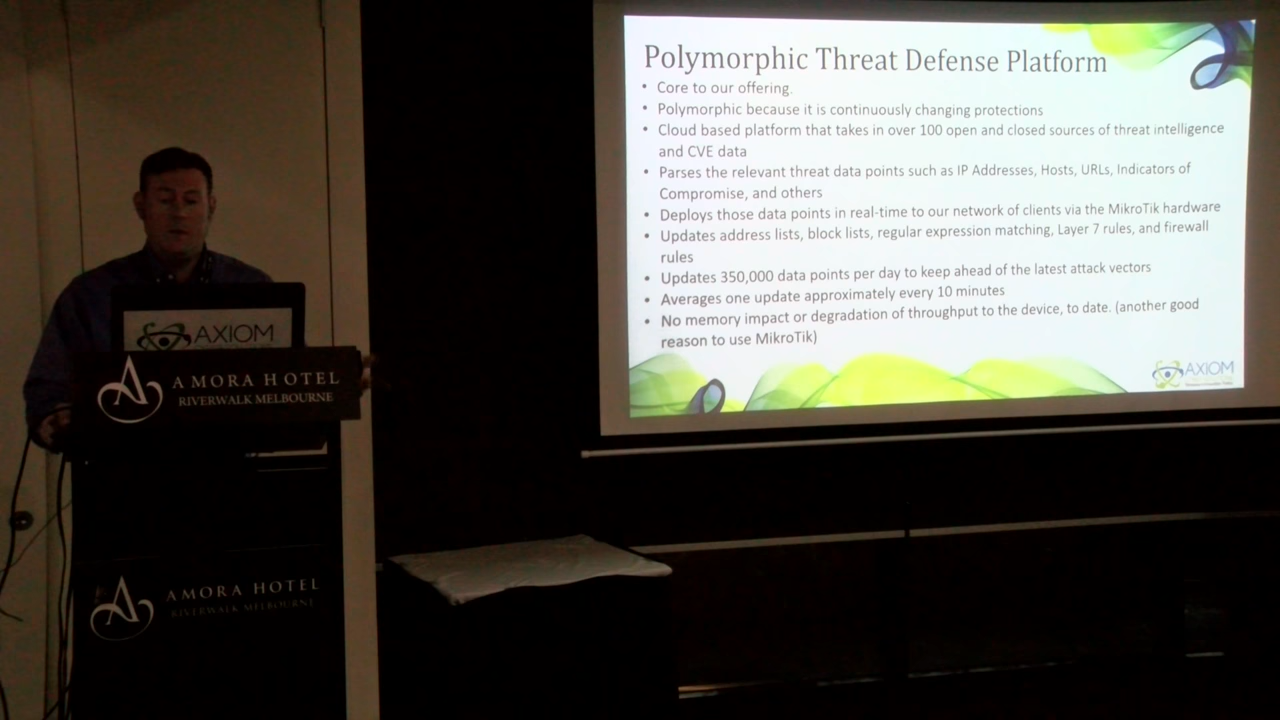 Polymorphic Threat Defense Platform
• Core to our offering.
• Polymorphic because it is continuously changing protections
• Cloud based platform that takes in over 100 open and closed sources of threat intelligence
and CVE data
• Parses the relevant threat data points such as IP Addresses, Hosts, URLs, Indicators of
Compromise, and others
• Deploys those data points in real-time to our network of clients via the MikroTik hardware
• Updates address lists, block lists, regular expression matching, Layer 7 rules, and firewall
rules
• Updates 350,000 data points per day to keep ahead of the latest attack vectors
• Averages one update approximately every 10 minutes
• No memory impact or degradation of throughput to the device, to date. (another good
reason to use MikroTik)
AXIOM
AXIOM
A
AMORA HOTEL
RIVERWALK MELBOURNE
A
AMORA HOTEL
RIVERWALK MELBOURNE